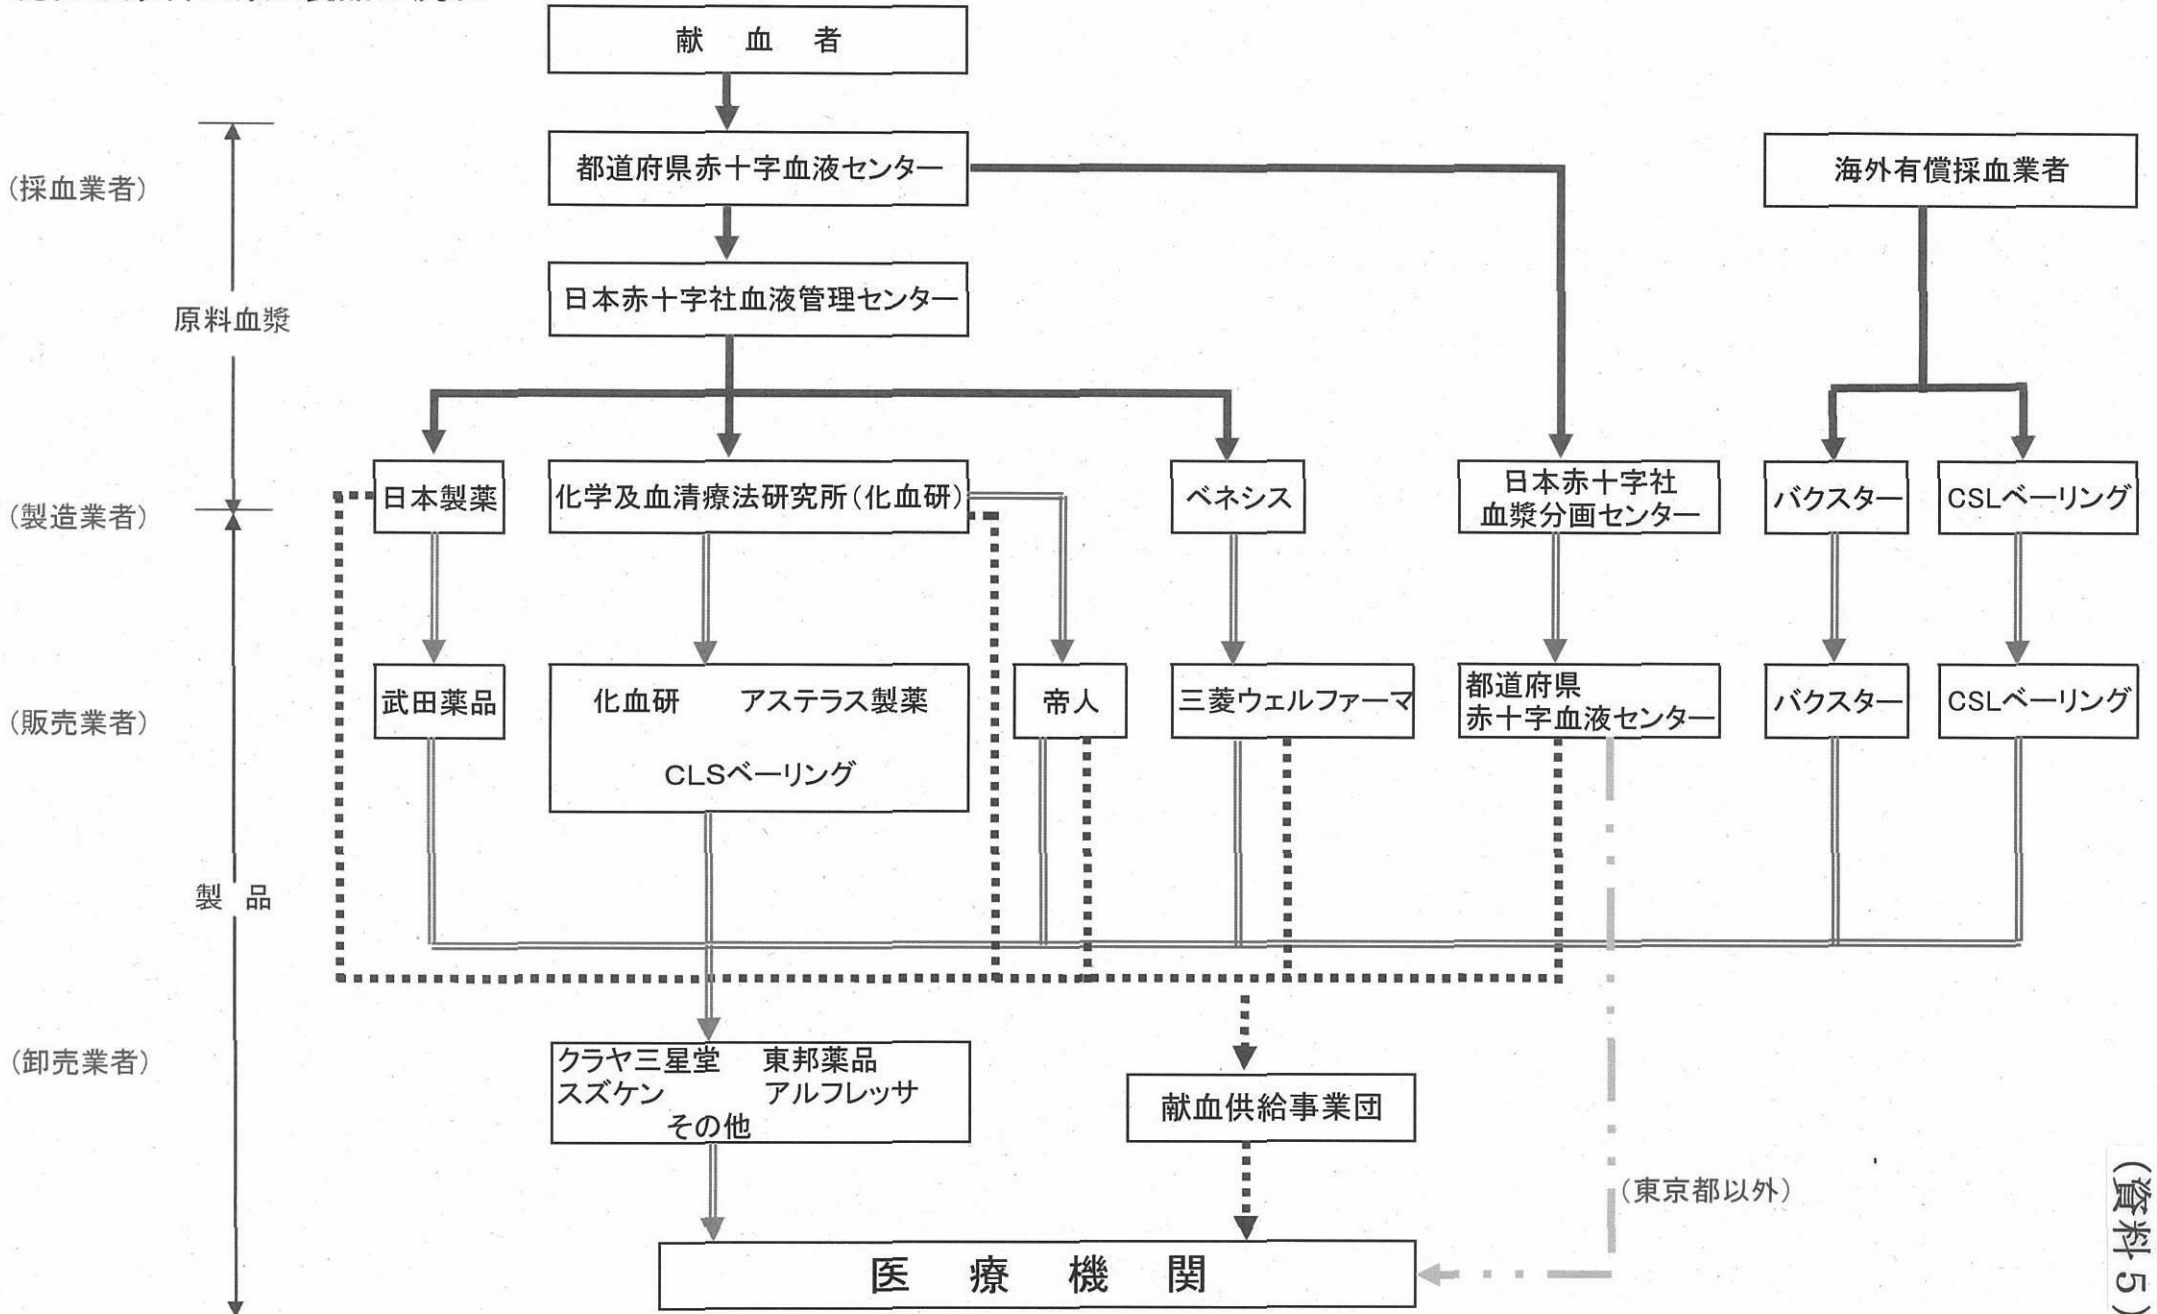 献 血 者
都道府県赤十字血液センター
海外有償採血業者
(採血業者)
日本赤十字社血液管理センター
原料血漿
日本製薬
化学及血清療法研究所(化血研)
ベネシス
日本赤十字社
血漿分画センター
バクスター
CSLベーリング
(製造業者)
武田薬品
化血研 アステラス製薬
CLSベーリング
帝人
三菱ウェルファーマ
都道府県
赤十字血液センター
バクスター
CSLベーリング
(販売業者)
製 品
(卸売業者)
クラヤ三星堂 東邦薬品
スズケン アルフレッサ
その他
献血供給事業団
(東京都以外)
医 療 機 関
(資料5)